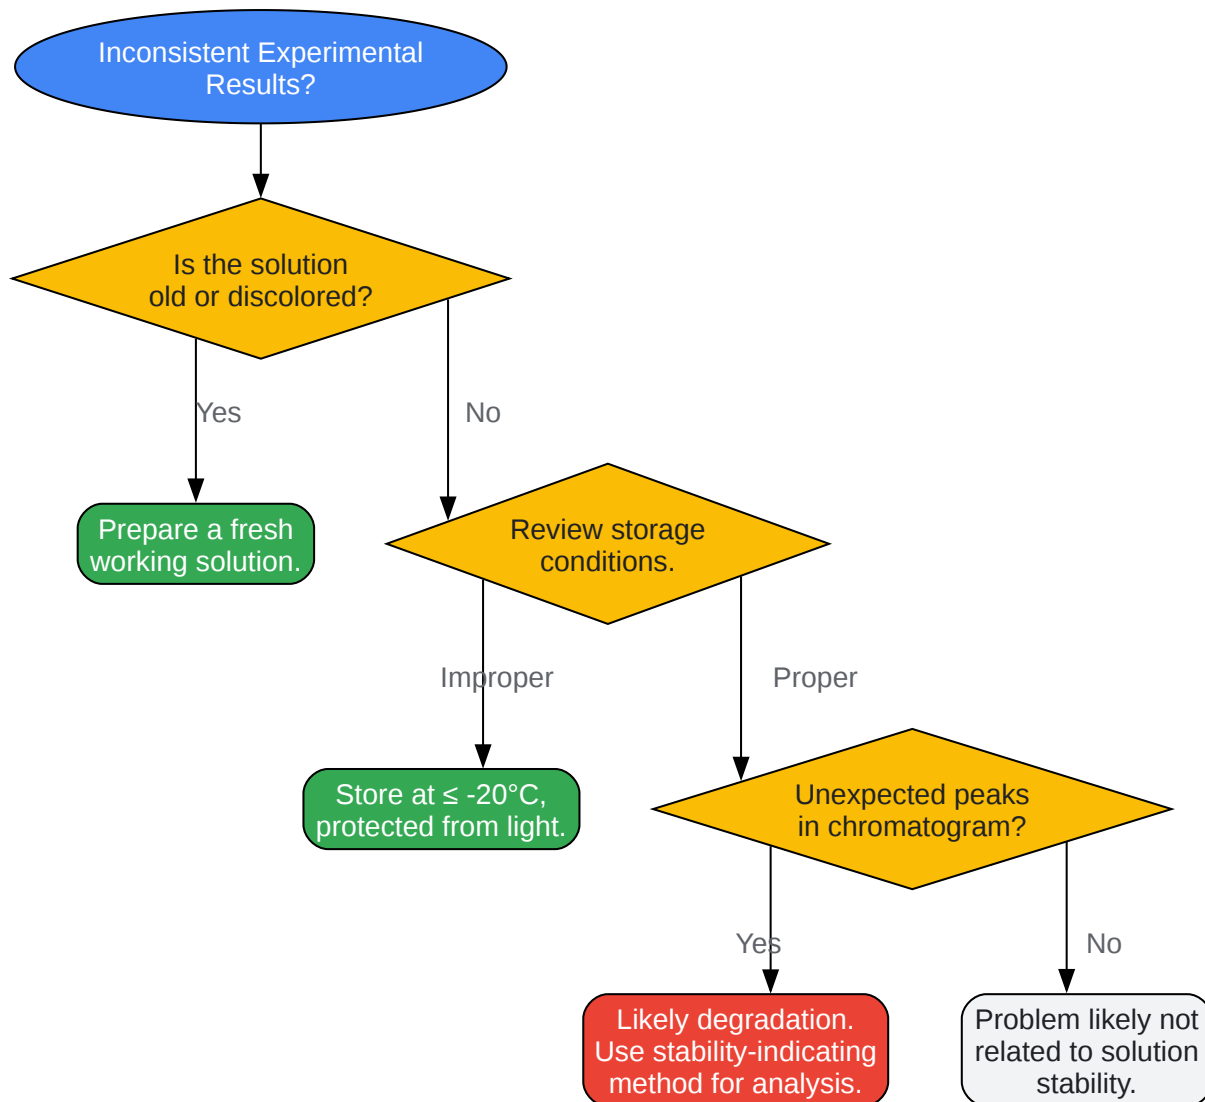 Inconsistent Experimental
Results?
Is the solution
old or discolored?
Yes
No
Prepare a fresh
working solution.
Review storage
conditions.
Improper
Proper
Store at ≤ -20°C,
protected from light.
Unexpected peaks
in chromatogram?
Yes
No
Likely degradation.
Use stability-indicating
method for analysis.
Problem likely not
related to solution
stability.